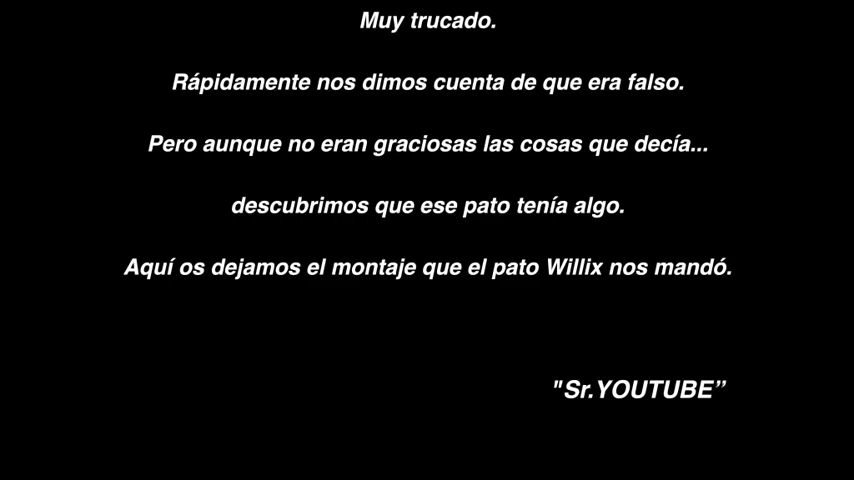 Muy trucado.
Rápidamente nos dimos cuenta de que era falso.
Pero aunque no eran graciosas las cosas que decía...
descubrimos que ese pato tenía algo.
Aquí os dejamos el montaje que el pato Willix nos mandó.
"Sr.YOUTUBE”